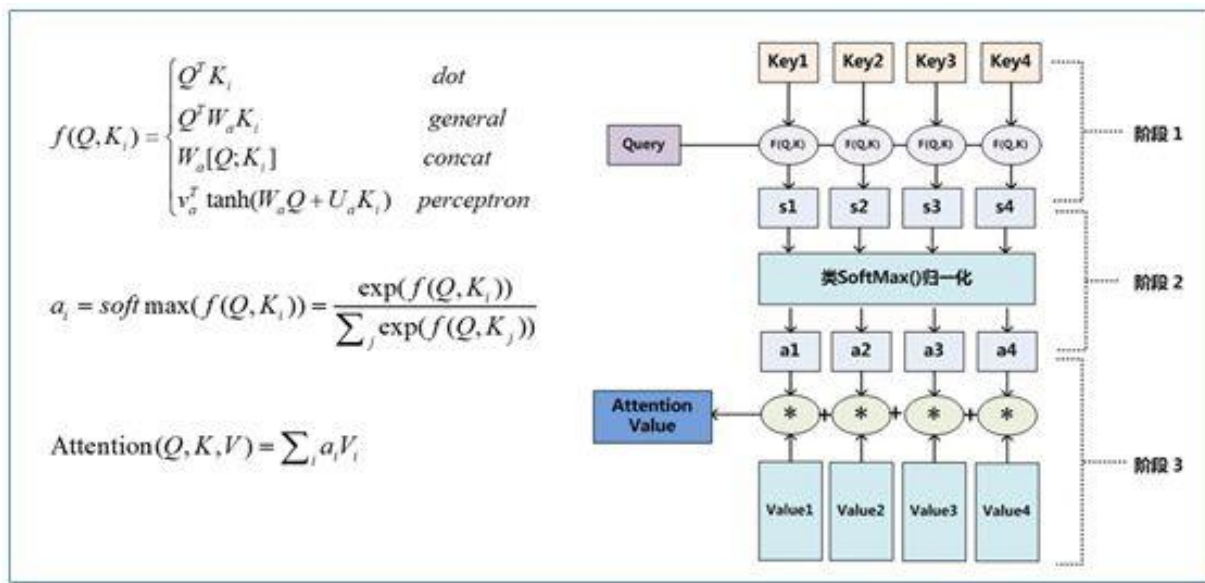 f(Q,K_i) = { Q^T K_i dot
Q^T W_a K_i general
W_a[Q;K_i] concat
v_a^T tanh(W_a Q + U_a K_i) perceptron
a_i = soft max(f(Q,K_i)) = exp(f(Q,K_i)) / ∑_j exp(f(Q,K_j))
Attention(Q,K,V) = ∑_i a_i V_i
Key1 Key2 Key3 Key4
阶段 1
Query F(Q,K) F(Q,K) F(Q,K) F(Q,K)
s1 s2 s3 s4
类SoftMax()归一化
阶段 2
a1 a2 a3 a4
Attention
Value
* + * + * + *
阶段 3
Value1 Value2 Value3 Value4